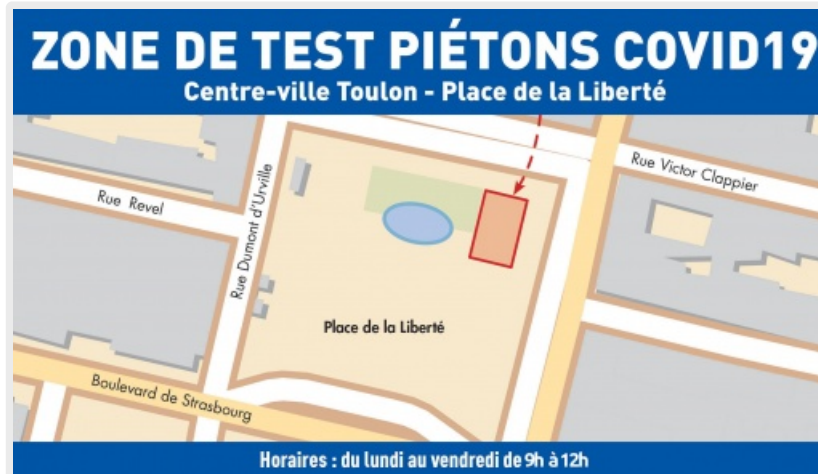 ZONE DE TEST PIÉTONS COVID19
Centre-ville Toulon - Place de la Liberté
Rue Victor Clappier
Rue Revel
Rue Dumont d'Urville
Place de la Liberté
Boulevard de Strasbourg
Horaires : du lundi au vendredi de 9h à 12h